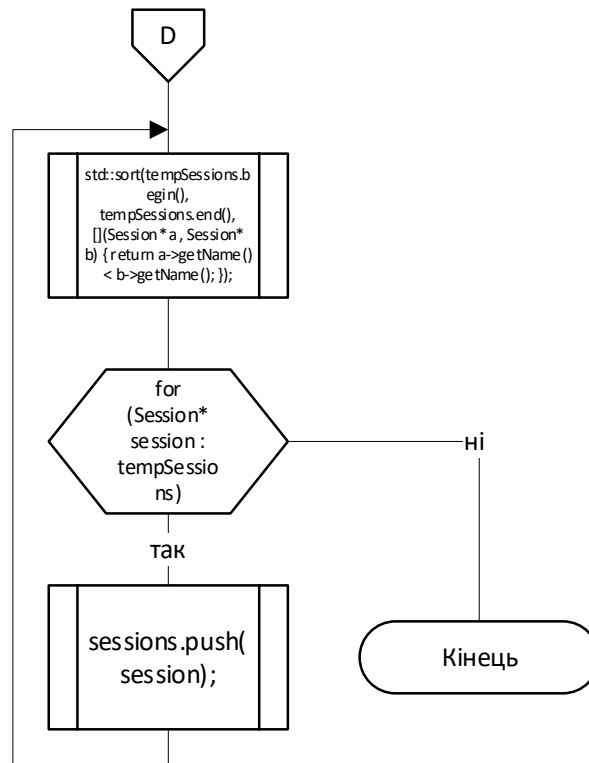 D
std::sort(tempSessions.b
egin(),
tempSessions.end(),
[](Session* a, Session*
b) { return a->getName()
< b->getName(); });
for
(Session*
session :
tempSessio
ns)
ні
так
sessions.push(
session);
Кінець